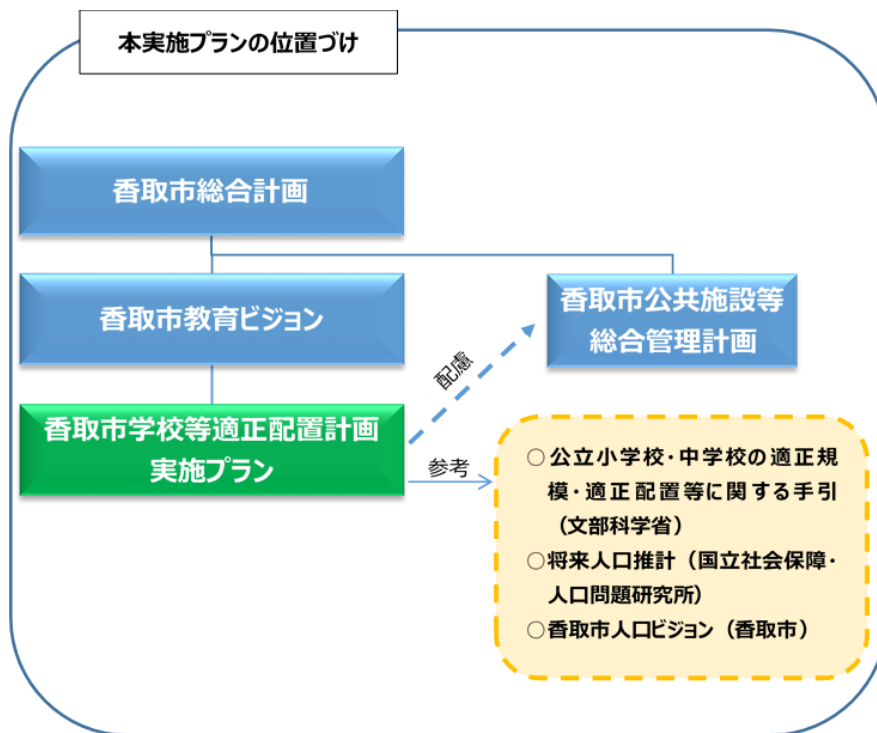 本実施プランの位置づけ
香取市総合計画
香取市教育ビジョン
香取市公共施設等
総合管理計画
配慮
香取市学校等適正配置計画
実施プラン
参考
○公立小学校・中学校の適正規
模・適正配置等に関する手引
（文部科学省）
○将来人口推計（国立社会保障・
人口問題研究所）
○香取市人口ビジョン（香取市）